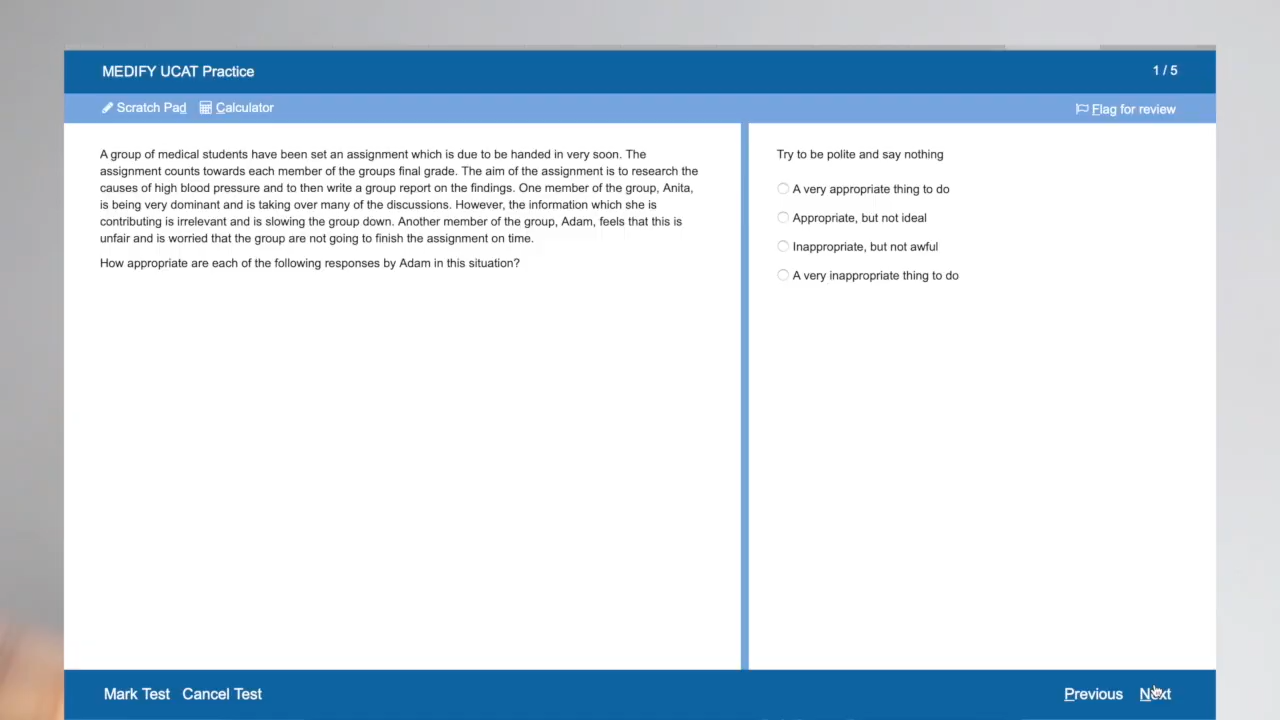 MEDIFY UCAT Practice
1 / 5
Scratch Pad
Calculator
Flag for review
A group of medical students have been set an assignment which is due to be handed in very soon. The
assignment counts towards each member of the groups final grade. The aim of the assignment is to research the
causes of high blood pressure and to then write a group report on the findings. One member of the group, Anita,
is being very dominant and is taking over many of the discussions. However, the information which she is
contributing is irrelevant and is slowing the group down. Another member of the group, Adam, feels that this is
unfair and is worried that the group are not going to finish the assignment on time.
How appropriate are each of the following responses by Adam in this situation?
Try to be polite and say nothing
A very appropriate thing to do
Appropriate, but not ideal
Inappropriate, but not awful
A very inappropriate thing to do
Mark Test
Cancel Test
Previous
Next